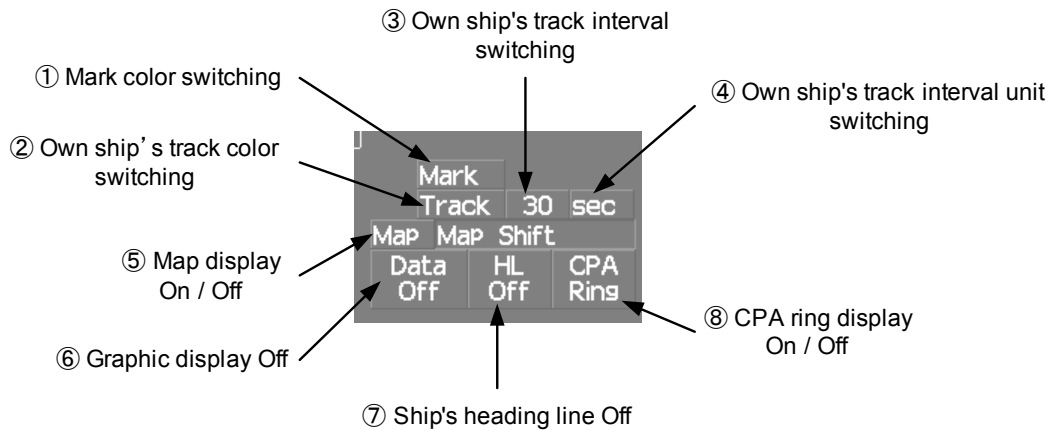 ③ Own ship's track interval
switching
① Mark color switching
④ Own ship's track interval unit
switching
② Own ship’s track color
switching
Mark
Track 30 sec
Map Map Shift
Data Off
HL Off
CPA Ring
⑤ Map display
On / Off
⑧ CPA ring display
On / Off
⑥ Graphic display Off
⑦ Ship's heading line Off